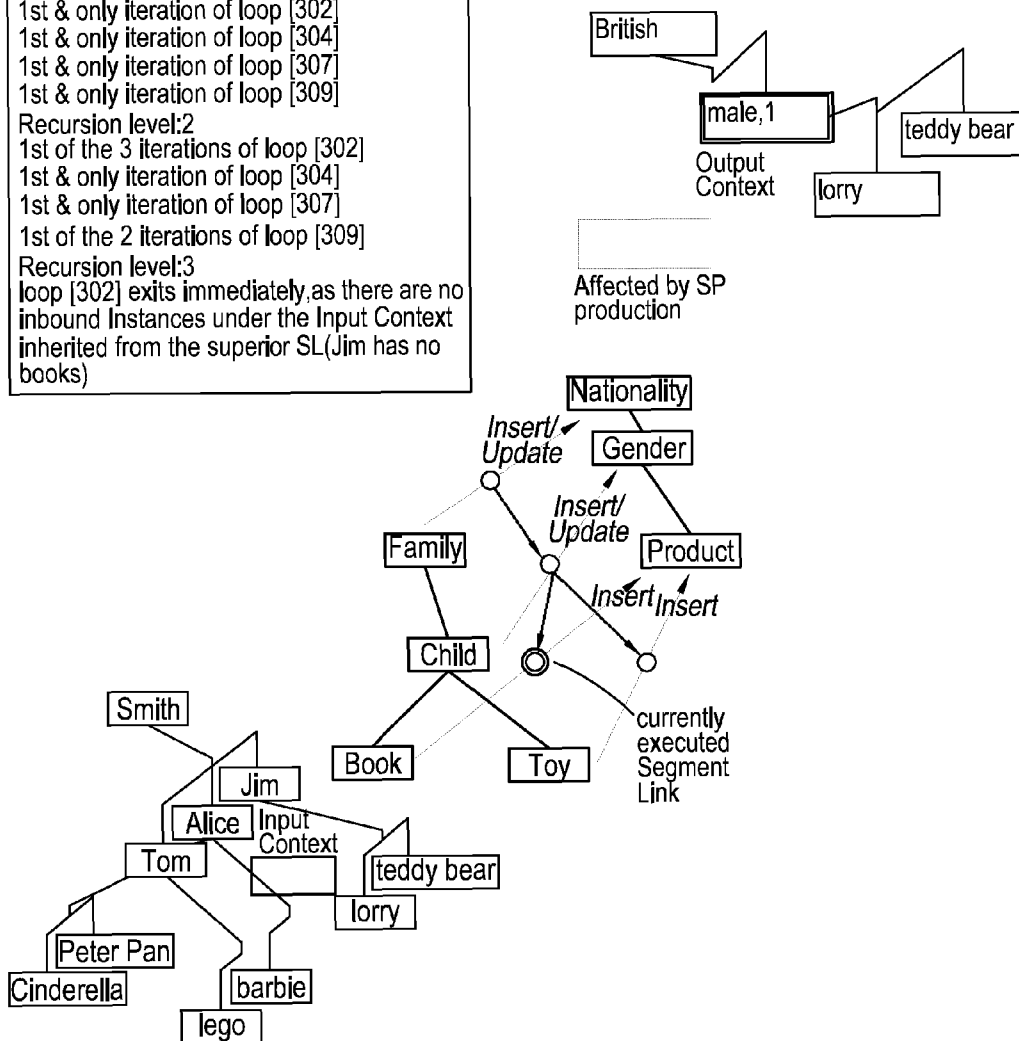 1st & only iteration of loop [302]
1st & only iteration of loop [304]
1st & only iteration of loop [307]
1st & only iteration of loop [309]
Recursion level:2
1st of the 3 iterations of loop [302]
1st & only iteration of loop [304]
1st & only iteration of loop [307]
1st of the 2 iterations of loop [309]
Recursion level:3
loop [302] exits immediately,as there are no
inbound Instances under the Input Context
inherited from the superior SL(Jim has no
books)
British
male,1
teddy bear
Output
Context
lorry
Affected by SP
production
Nationality
Insert/
Update
Gender
Insert/
Update
Family
Product
Insert
Insert
Child
currently
executed
Segment
Link
Book
Toy
Smith
Jim
Alice
Input
Context
Tom
teddy bear
lorry
Peter Pan
Cinderella
barbie
lego